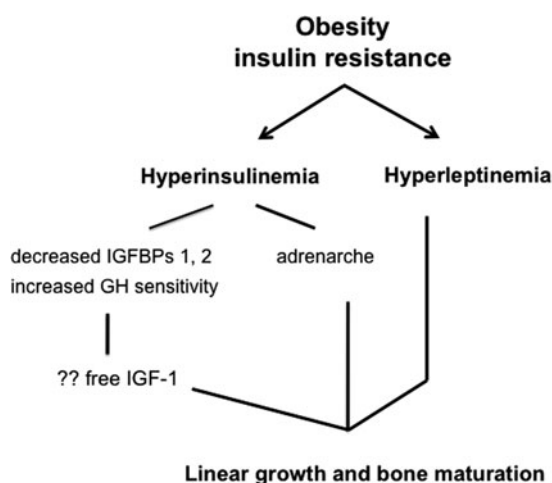 Obesity
insulin resistance
Hyperinsulinemia
Hyperleptinemia
decreased IGFBPs 1, 2
increased GH sensitivity
adrenarche
?? free IGF-1
Linear growth and bone maturation